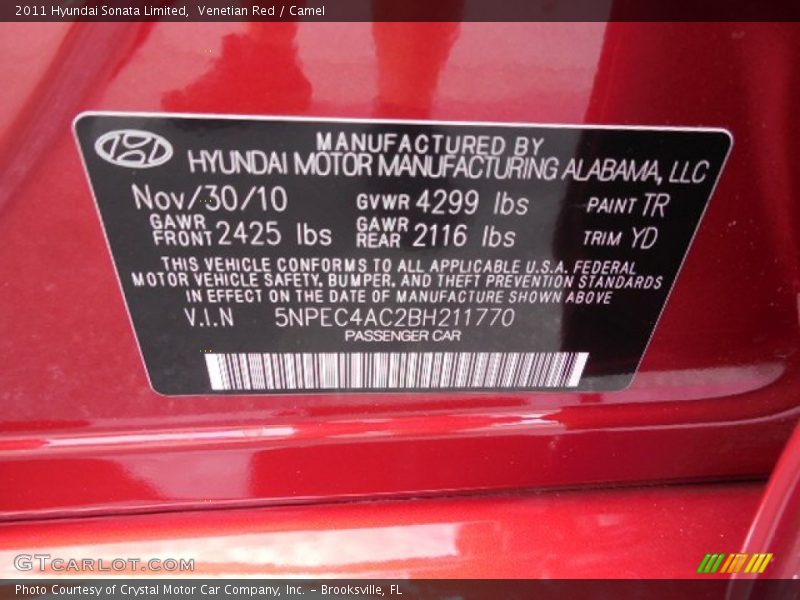 2011 Hyundai Sonata Limited,  Venetian Red / Camel
MANUFACTURED BY
HYUNDAI MOTOR MANUFACTURING ALABAMA, LLC
Nov/30/10 GVWR 4299 lbs PAINT TR
GAWR FRONT 2425 lbs GAWR REAR 2116 lbs TRIM YD
THIS VEHICLE CONFORMS TO ALL APPLICABLE U.S.A. FEDERAL
MOTOR VEHICLE SAFETY, BUMPER, AND THEFT PREVENTION STANDARDS
IN EFFECT ON THE DATE OF MANUFACTURE SHOWN ABOVE
V.I.N 5NPEC4AC2BH211770
PASSENGER CAR
GTCARLOT.COM
Photo Courtesy of Crystal Motor Car Company, Inc. – Brooksville, FL